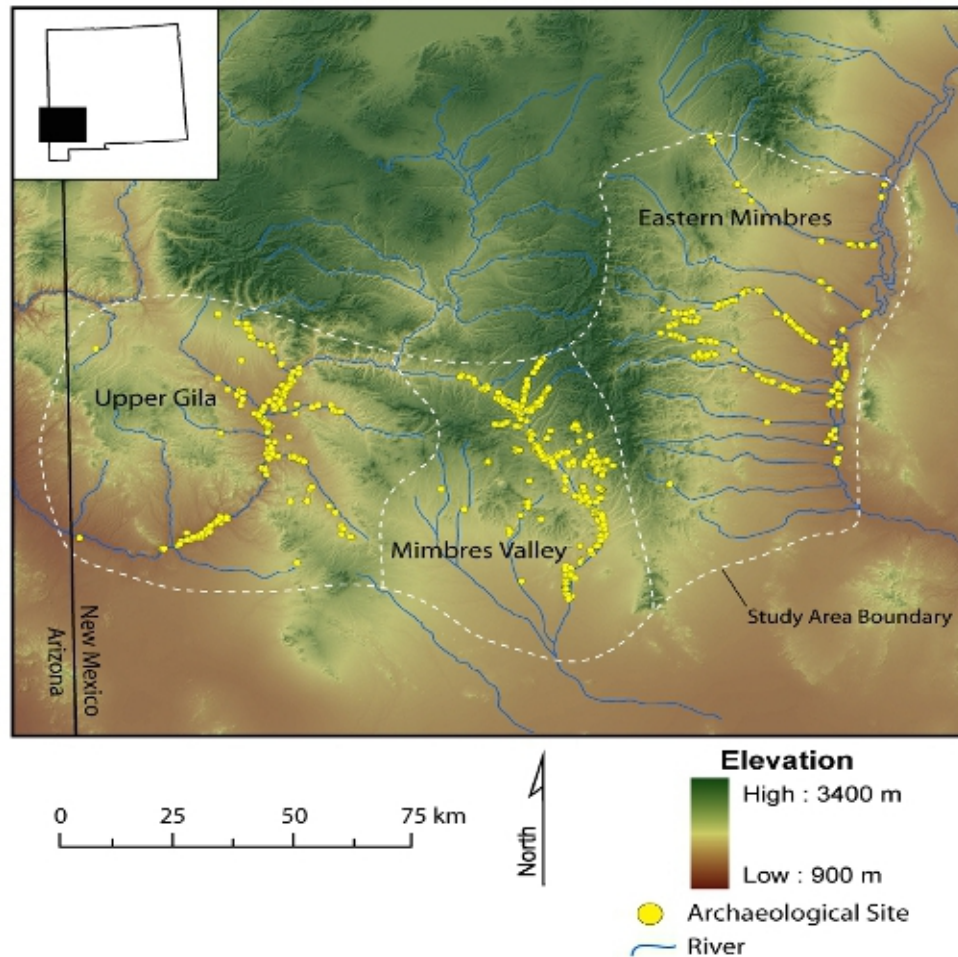 Eastern Mimbres
Upper Gila
Mimbres Valley
Study Area Boundary
New Mexico
Arizona
Elevation
High : 3400 m
Low : 900 m
0 25 50 75 km
North
Archaeological Site
River